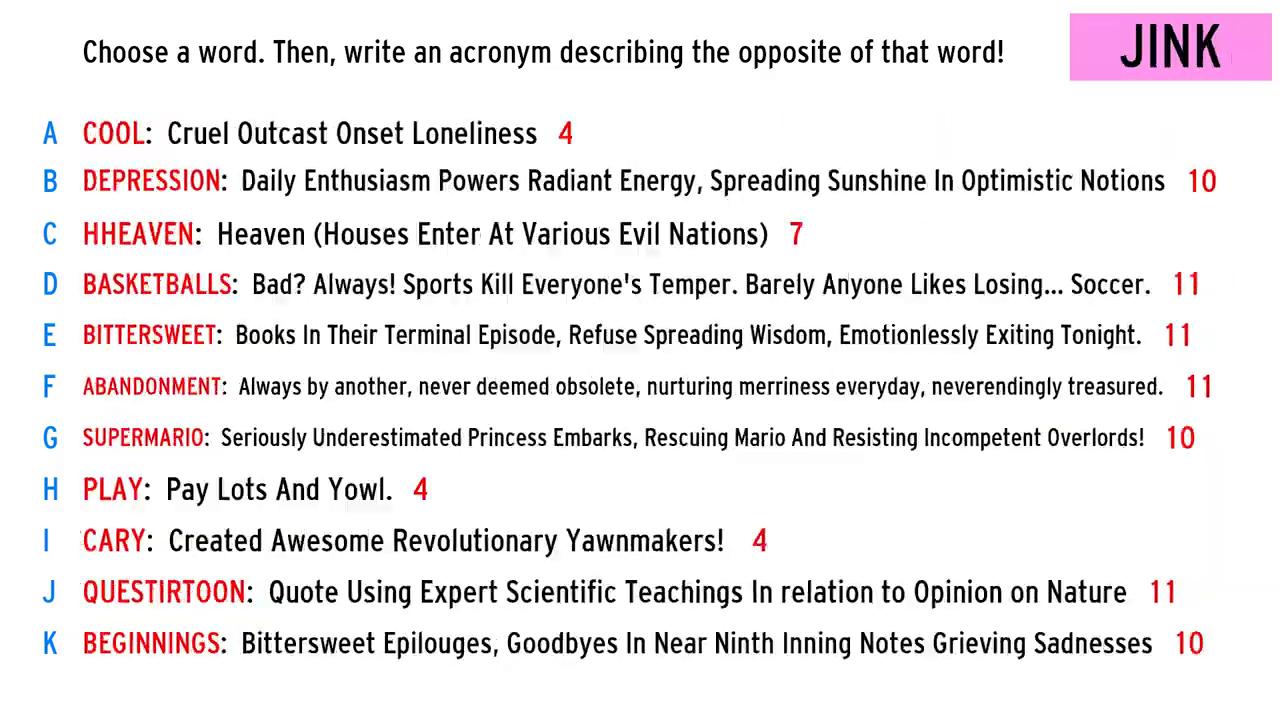 Choose a word. Then, write an acronym describing the opposite of that word!
JINK
A COOL: Cruel Outcast Onset Loneliness 4
B DEPRESSION: Daily Enthusiasm Powers Radiant Energy, Spreading Sunshine In Optimistic Notions 10
C HHEAVEN: Heaven (Houses Enter At Various Evil Nations) 7
D BASKETBALLS: Bad? Always! Sports Kill Everyone's Temper. Barely Anyone Likes Losing... Soccer. 11
E BITTERSWEET: Books In Their Terminal Episode, Refuse Spreading Wisdom, Emotionlessly Exiting Tonight. 11
F ABANDONMENT: Always by another, never deemed obsolete, nurturing merriness everyday, neverendingly treasured. 11
G SUPERMARIO: Seriously Underestimated Princess Embarks, Rescuing Mario And Resisting Incompetent Overlords! 10
H PLAY: Pay Lots And Yowl. 4
I CARY: Created Awesome Revolutionary Yawnmakers! 4
J QUESTIRTOON: Quote Using Expert Scientific Teachings In relation to Opinion on Nature 11
K BEGINNINGS: Bittersweet Epilouges, Goodbyes In Near Ninth Inning Notes Grieving Sadnesses 10